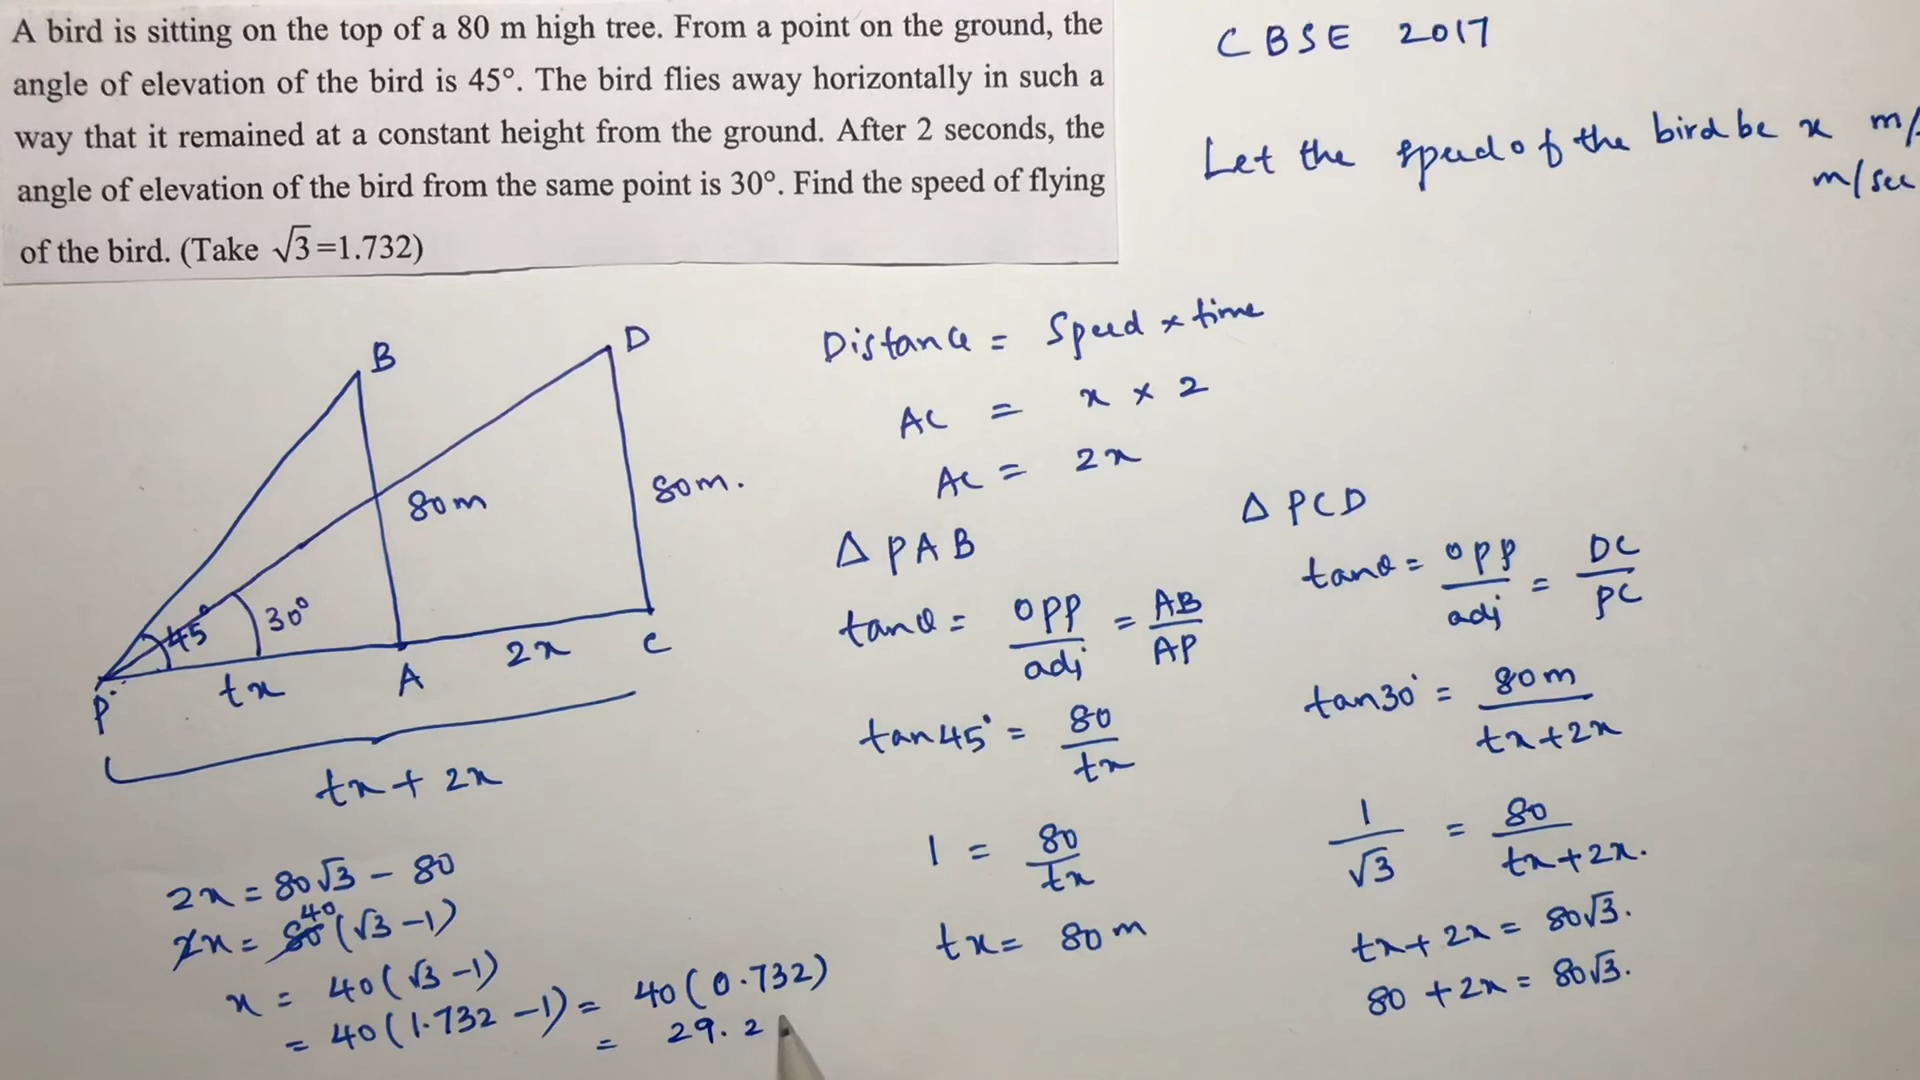 A bird is sitting on the top of a 80 m high tree. From a point on the ground, the
angle of elevation of the bird is 45°. The bird flies away horizontally in such a
way that it remained at a constant height from the ground. After 2 seconds, the
angle of elevation of the bird from the same point is 30°. Find the speed of flying
of the bird. (Take √3=1.732)
CBSE 2017
Let the speed of the bird be x m/
m/sec
B
D
80m
80m.
45°
30°
P
tx
A
2x
C
tx + 2x
Distance = Speed × time
AC = x × 2
AC = 2x
Δ PAB
tanθ = opp/adj = AB/AP
tan45° = 80/tx
1 = 80/tx
tx = 80m
Δ PCD
tanθ = opp/adj = DC/PC
tan30° = 80m/tx+2x
1/√3 = 80/tx+2x.
tx+2x = 80√3.
80 +2x = 80√3.
2x = 80√3 − 80
2x = 80 40 (√3 −1)
x = 40(√3 −1)
= 40(1.732 −1) = 40(0.732)
= 29.2